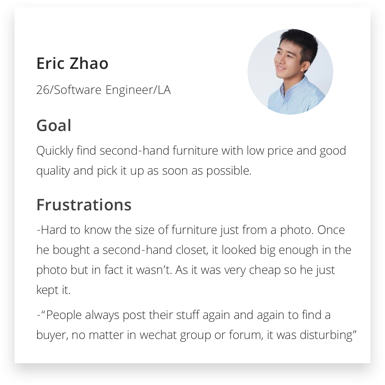 Eric Zhao
26/Software Engineer/LA
Goal
Quickly find second-hand furniture with low price and good
quality and pick it up as soon as possible.
Frustrations
-Hard to know the size of furniture just from a photo. Once
he bought a second-hand closet, it looked big enough in the
photo but in fact it wasn't. As it was very cheap so he just
kept it.
-“People always post their stuff again and again to find a
buyer, no matter in wechat group or forum, it was disturbing”